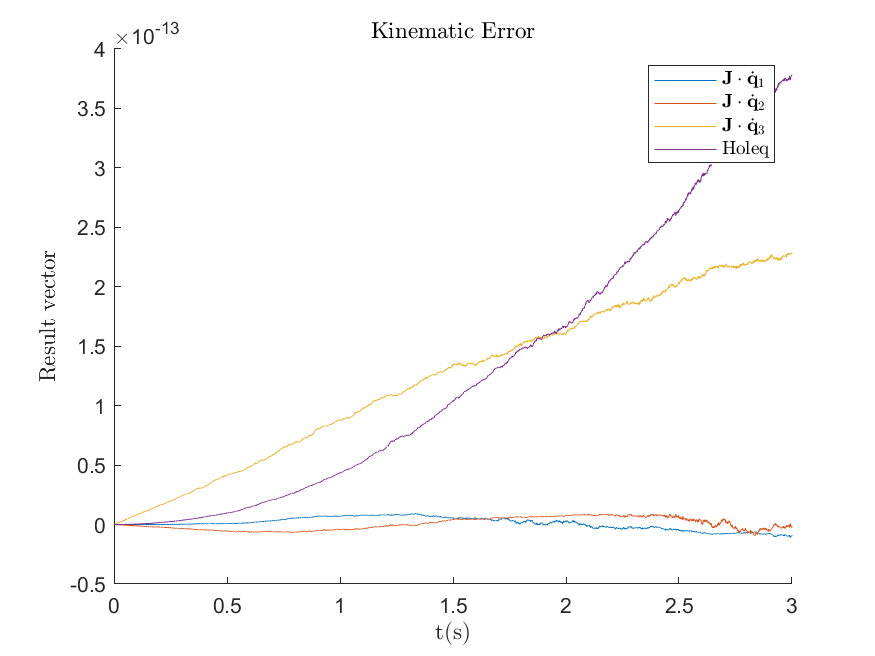 Kinematic Error
×10⁻¹³
4
3.5
3
2.5
2
1.5
1
0.5
0
-0.5
Result vector
0 0.5 1 1.5 2 2.5 3
t(s)
J · q̇₁
J · q̇₂
J · q̇₃
Holeq